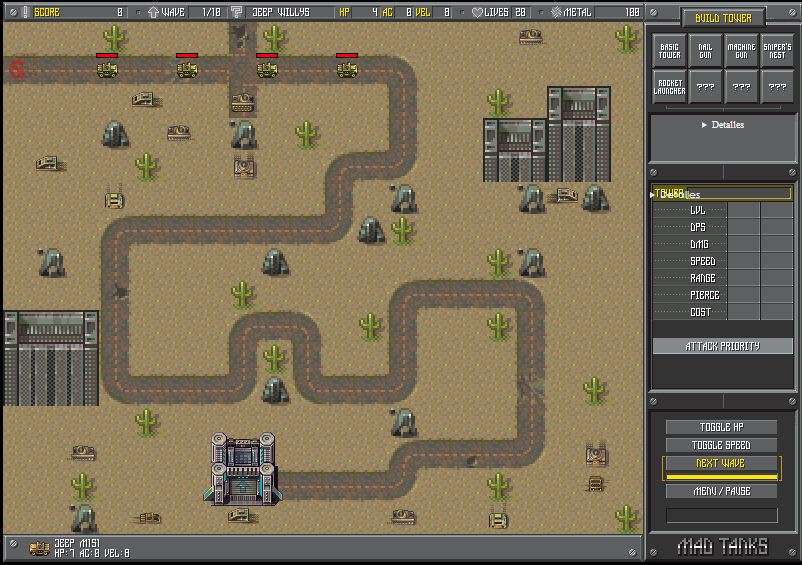 SCORE 0 WAVE 1/10 JEEP WILLYS HP 4 AC 0 VEL 8 LIVES 20 METAL 100
S
BUILD TOWER
BASIC TOWER
NAIL GUN
MACHINE GUN
SNIPER'S NEST
ROCKET LAUNCHER
???
???
???
Detalles
TOWER
Detalles
LVL
DPS
DMG
SPEED
RANGE
PIERCE
COST
ATTACK PRIORITY
TOGGLE HP
TOGGLE SPEED
NEXT WAVE
MENU / PAUSE
MAD TANKS
JEEP M151
HP:7 AC:0 VEL:8